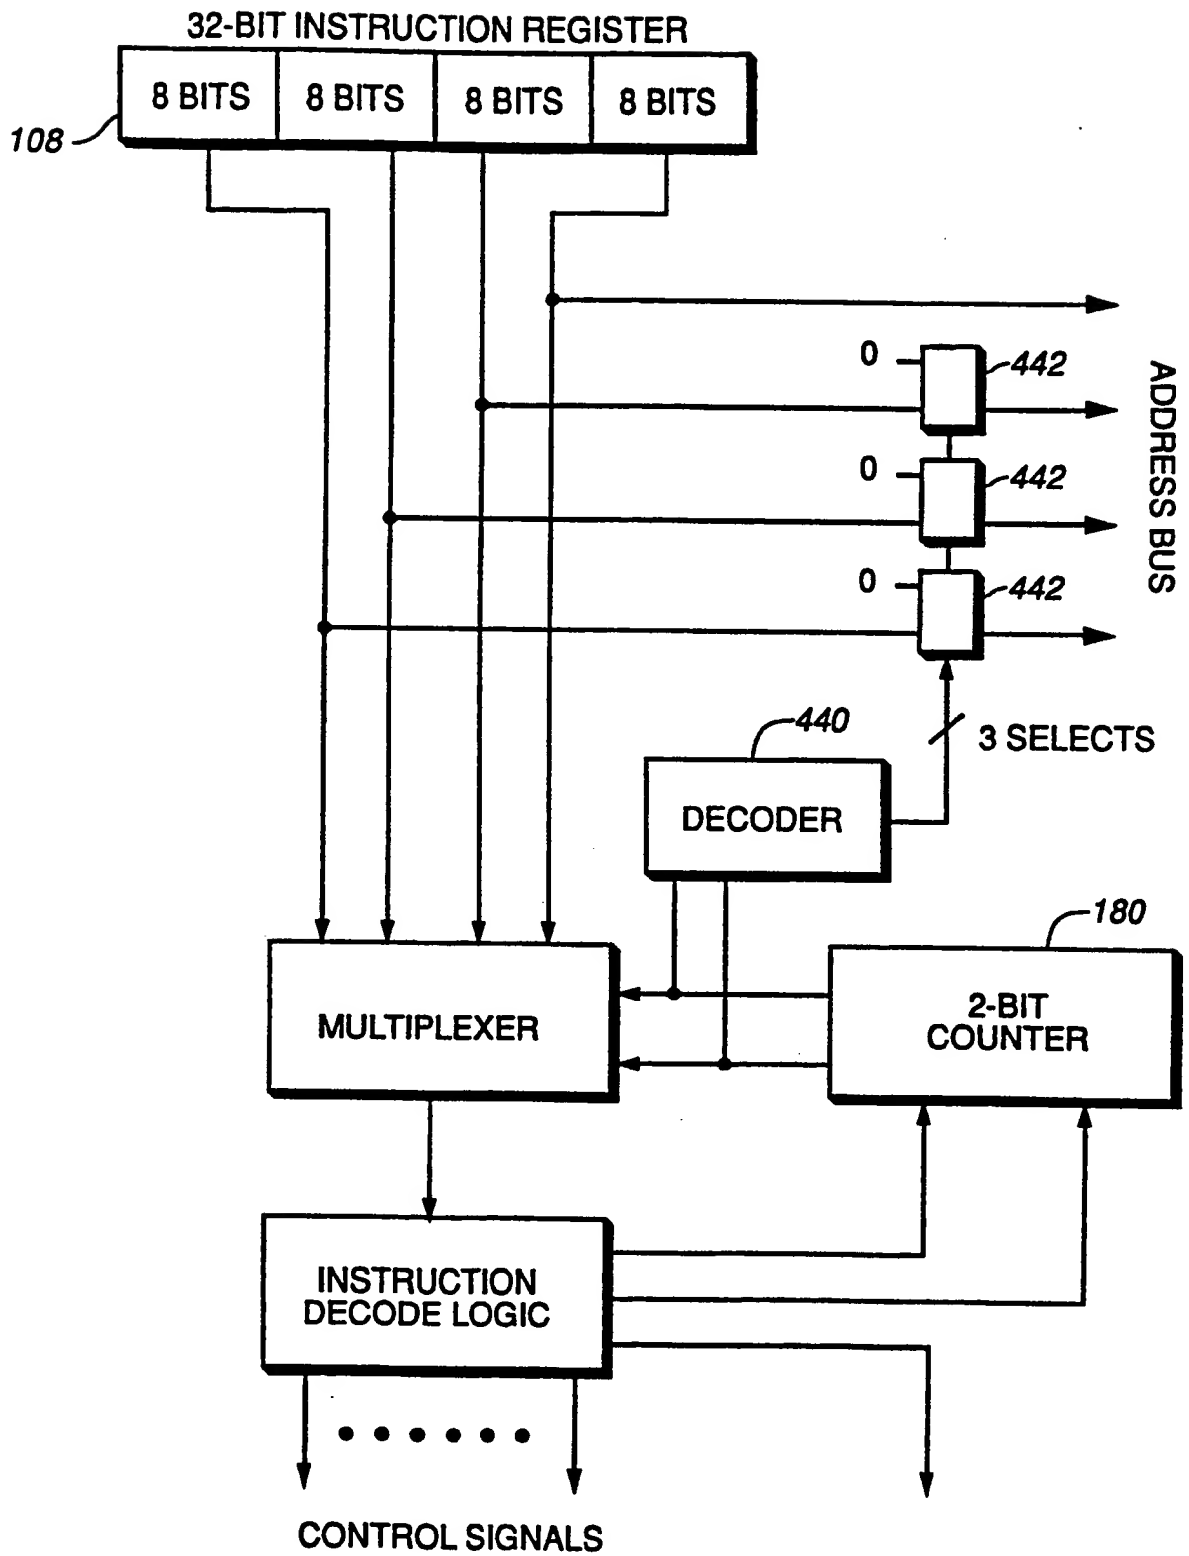 32-BIT INSTRUCTION REGISTER
8 BITS 8 BITS 8 BITS 8 BITS
108
0 442
0 442
0 442
ADDRESS BUS
3 SELECTS
440
DECODER
180
2-BIT
COUNTER
MULTIPLEXER
INSTRUCTION
DECODE LOGIC
CONTROL SIGNALS